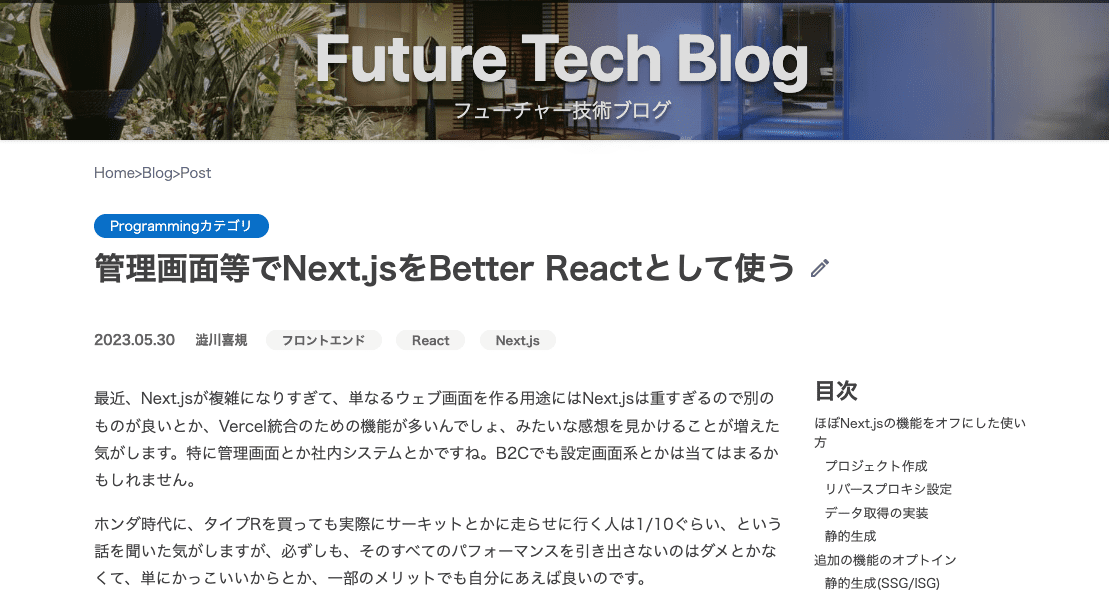 Future Tech Blog
フューチャー技術ブログ
Home>Blog>Post
Programmingカテゴリ
管理画面等でNext.jsをBetter Reactとして使う
2023.05.30 澁川喜規 フロントエンド React Next.js
最近、Next.jsが複雑になりすぎて、単なるウェブ画面を作る用途にはNext.jsは重すぎるので別の
ものが良いとか、Vercel統合のための機能が多いんでしょ、みたいな感想を見かけることが増えた
気がします。特に管理画面とか社内システムとかですね。B2Cでも設定画面系とかは当てはまるか
もしれません。
ホンダ時代に、タイプRを買っても実際にサーキットとかに走らせに行く人は1/10ぐらい、という
話を聞いた気がしますが、必ずしも、そのすべてのパフォーマンスを引き出さないのはダメとかな
くて、単にかっこいいからとか、一部のメリットでも自分にあえば良いのです。
目次
ほぼNext.jsの機能をオフにした使い
方
プロジェクト作成
リバースプロキシ設定
データ取得の実装
静的生成
追加の機能のオプトイン
静的生成(SSG/ISG)